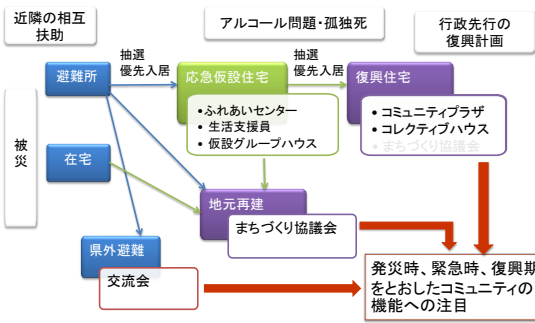 近隣の相互
扶助
アルコール問題・孤独死
行政先行の
復興計画
抽選
優先入居
抽選
優先入居
避難所
応急仮設住宅
復興住宅
•ふれあいセンター
• 生活支援員
• 仮設グループハウス
• コミュニティプラザ
• コレクティブハウス
• まちづくり協議会
被災
在宅
地元再建
まちづくり協議会
県外避難
交流会
発災時、緊急時、復興期
をとおしたコミュニティの
機能への注目